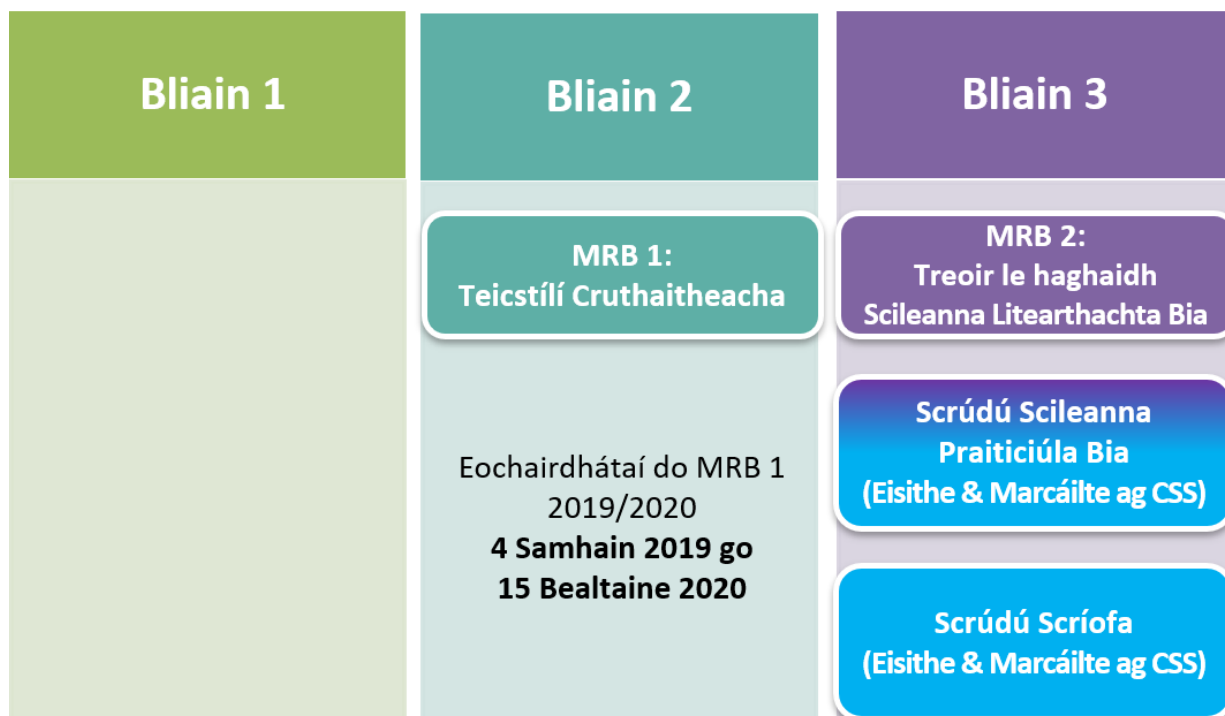 Bliain 1
Bliain 2
MRB 1:
Teicstílí Cruthaitheacha
Eochairdhátaí do MRB 1
2019/2020
4 Samhain 2019 go
15 Bealtaine 2020
Bliain 3
MRB 2:
Treoir le haghaidh
Scileanna Litearthachta Bia
Scrúdú Scileanna
Praiticiúla Bia
(Eisithe & Marcáilte ag CSS)
Scrúdú Scríofa
(Eisithe & Marcáilte ag CSS)